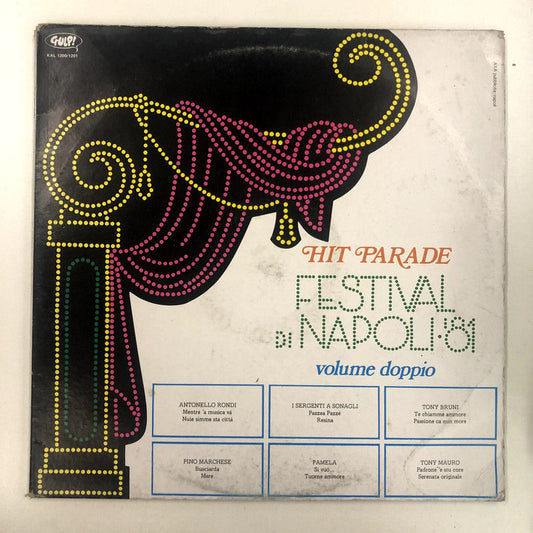 GULP!
KAL 1200/1201
HIT PARADE
FESTIVAL
DI NAPOLI '81
volume doppio
ANTONELLO RONDI
Mentre 'a musica và
Nuie simme sta città
I SERGENTI A SONAGLI
Pazzea Pazzè
Resina
TONY BRUNI
Te chiamme ammore
Passione ca nun more
PINO MARCHESE
Busciarda
Mare
PAMELA
Si vuò...
Tuorne ammore
TONY MAURO
Padrone 'e stu core
Serenata originale